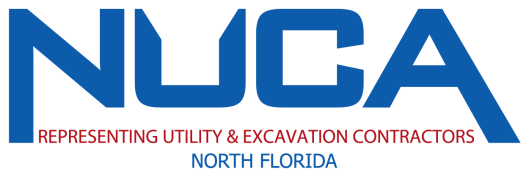 NUCA
REPRESENTING UTILITY & EXCAVATION CONTRACTORS
NORTH FLORIDA